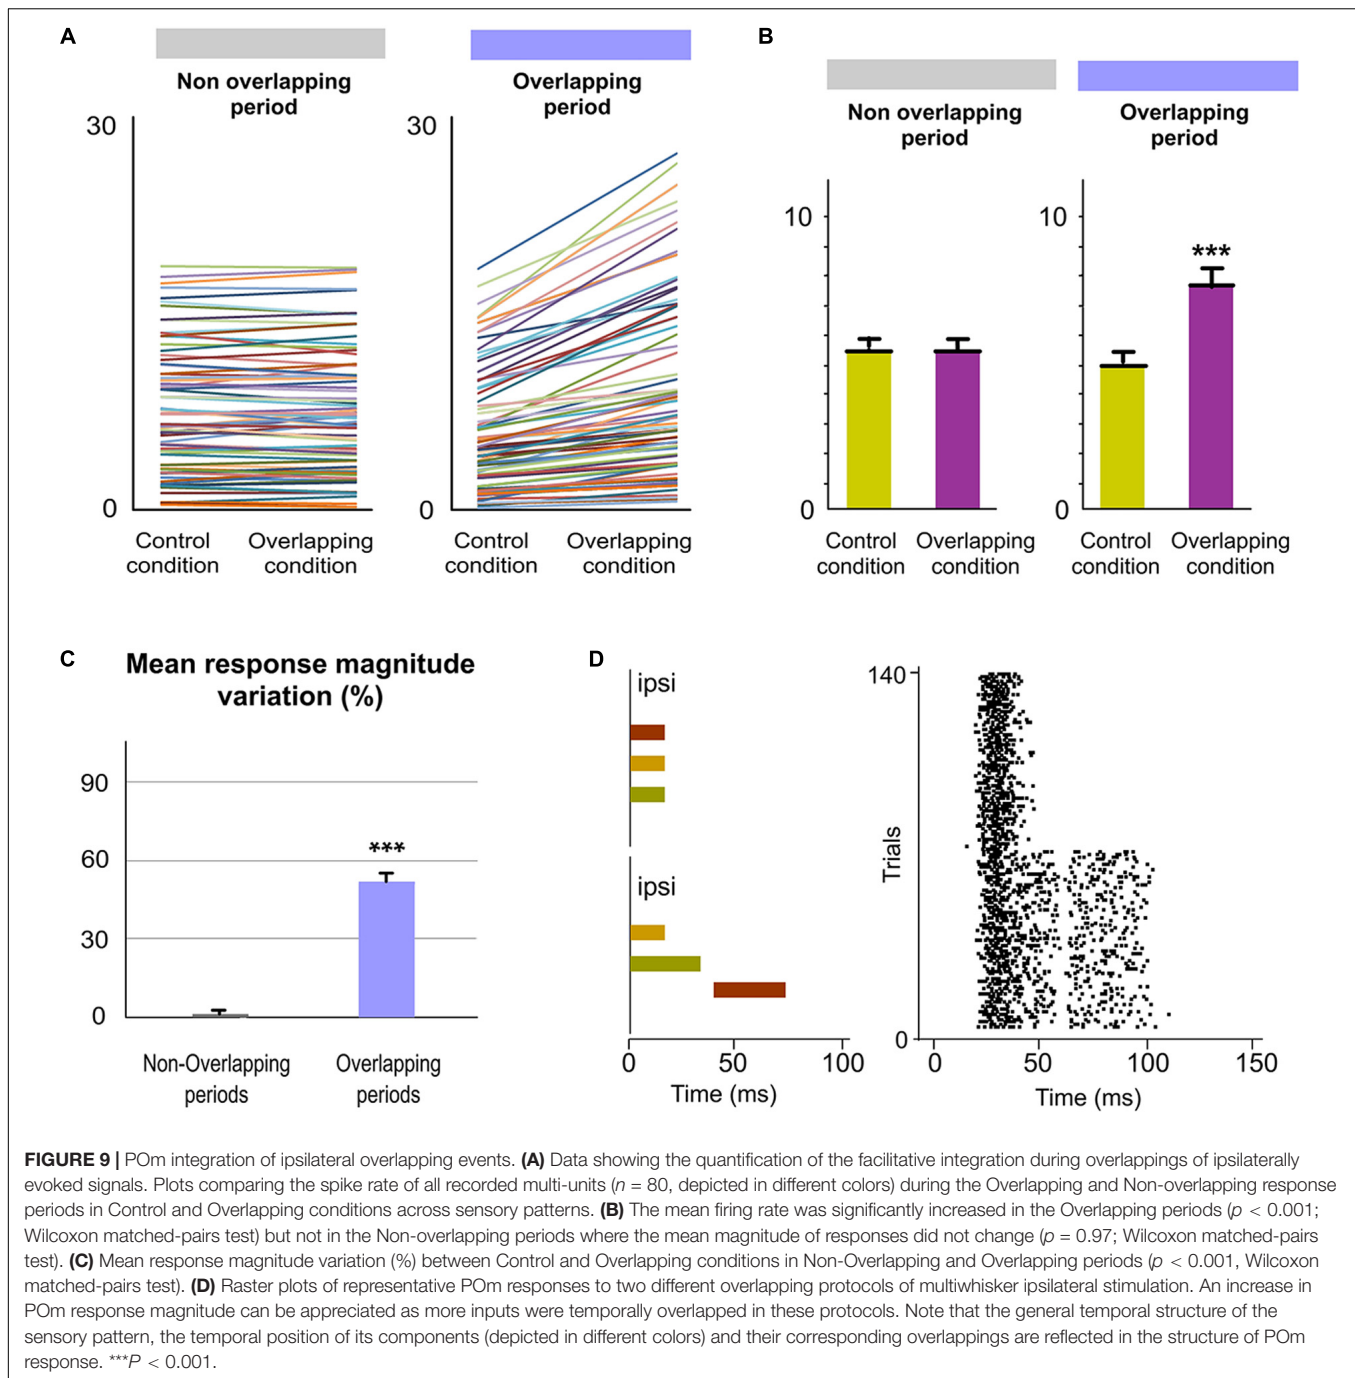 A
Non overlapping
period
Overlapping
period
30
0
Control
condition
Overlapping
condition
30
0
Control
condition
Overlapping
condition
B
Non overlapping
period
Overlapping
period
10
0
Control
condition
Overlapping
condition
10
***
0
Control
condition
Overlapping
condition
C
Mean response magnitude
variation (%)
90
60
30
0
***
Non-Overlapping
periods
Overlapping
periods
D
ipsi
ipsi
0
50
100
Time (ms)
140
Trials
0
0
50
100
150
Time (ms)
FIGURE 9 | POm integration of ipsilateral overlapping events. (A) Data showing the quantification of the facilitative integration during overlappings of ipsilaterally
evoked signals. Plots comparing the spike rate of all recorded multi-units (n = 80, depicted in different colors) during the Overlapping and Non-overlapping response
periods in Control and Overlapping conditions across sensory patterns. (B) The mean firing rate was significantly increased in the Overlapping periods (p < 0.001;
Wilcoxon matched-pairs test) but not in the Non-overlapping periods where the mean magnitude of responses did not change (p = 0.97; Wilcoxon matched-pairs
test). (C) Mean response magnitude variation (%) between Control and Overlapping conditions in Non-Overlapping and Overlapping periods (p < 0.001, Wilcoxon
matched-pairs test). (D) Raster plots of representative POm responses to two different overlapping protocols of multiwhisker ipsilateral stimulation. An increase in
POm response magnitude can be appreciated as more inputs were temporally overlapped in these protocols. Note that the general temporal structure of the
sensory pattern, the temporal position of its components (depicted in different colors) and their corresponding overlappings are reflected in the structure of POm
response. ***P < 0.001.